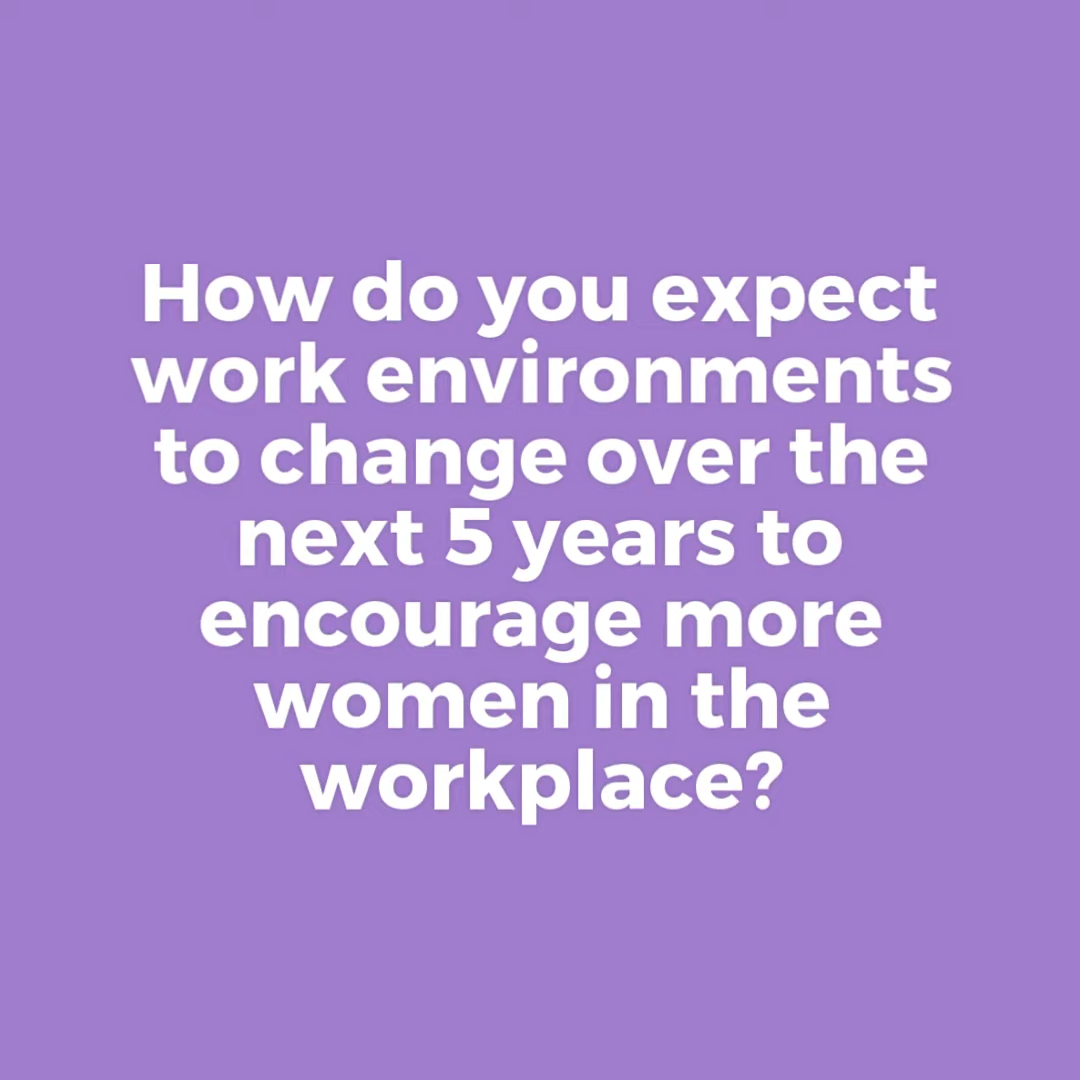 How do you expect
work environments
to change over the
next 5 years to
encourage more
women in the
workplace?